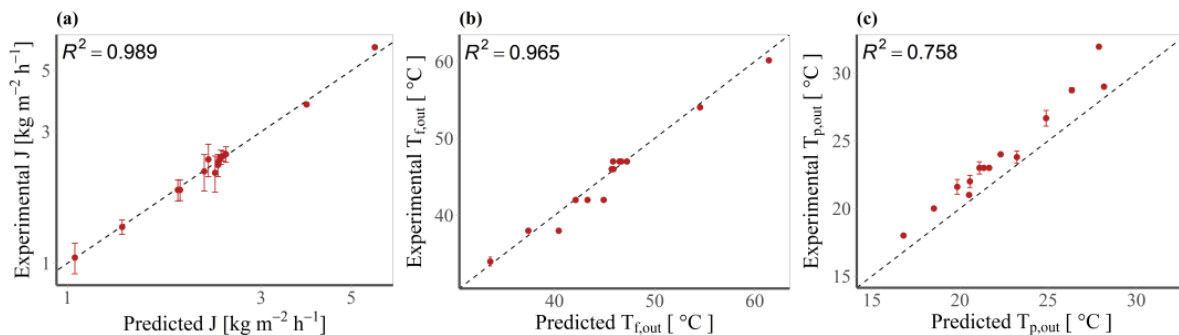 (a)
R² = 0.989
Experimental J [kg m⁻² h⁻¹]
5
3
1
1
3
5
Predicted J [kg m⁻² h⁻¹]
(b)
R² = 0.965
Experimental T_f,out [ °C]
60
50
40
40
50
60
Predicted T_f,out [ °C]
(c)
R² = 0.758
Experimental T_p,out [ °C]
30
25
20
15
15
20
25
30
Predicted T_p,out [ °C]